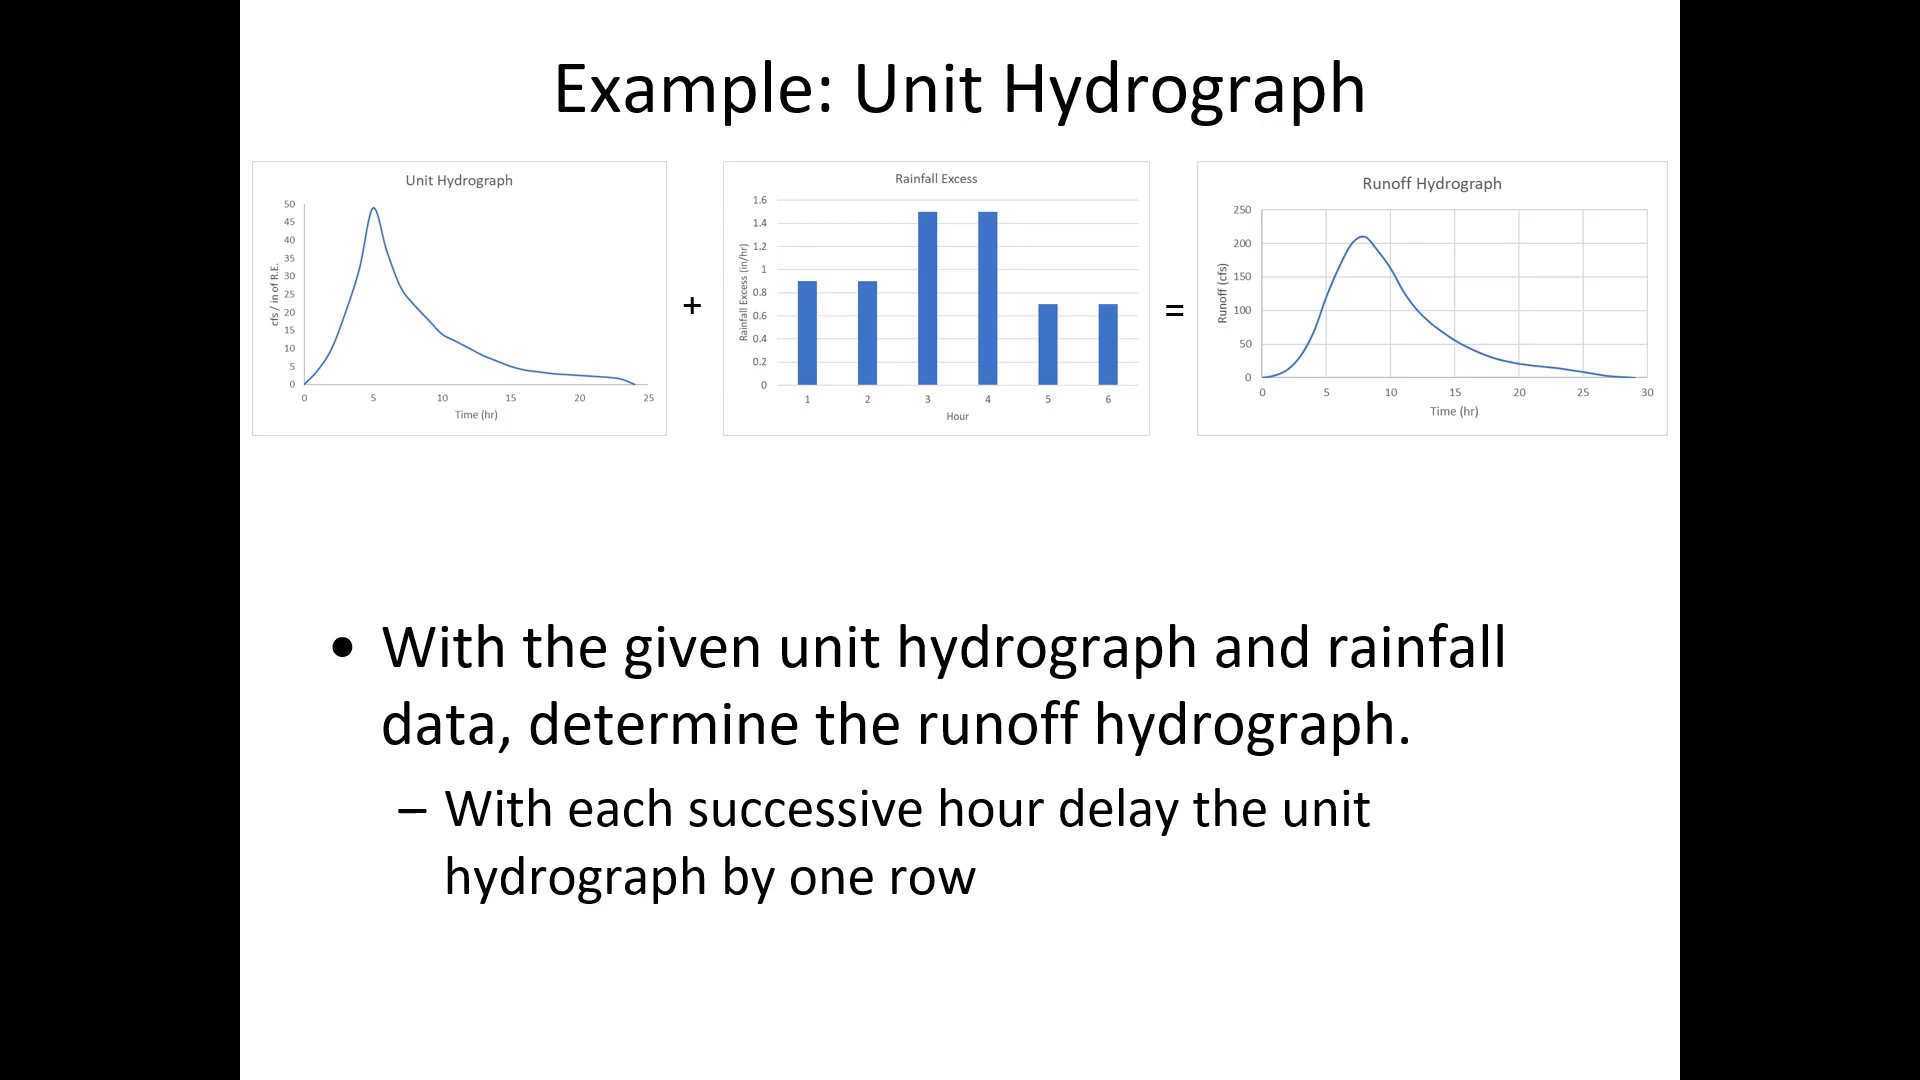 Example: Unit Hydrograph
Unit Hydrograph
50
45
40
35
30
25
20
15
10
5
0
cfs / in of R.E.
0 5 10 15 20 25
Time (hr)
+
Rainfall Excess
1.6
1.4
1.2
1
0.8
0.6
0.4
0.2
0
Rainfall Excess (in/hr)
1 2 3 4 5 6
Hour
=
Runoff Hydrograph
250
200
150
100
50
0
Runoff (cfs)
0 5 10 15 20 25 30
Time (hr)
• With the given unit hydrograph and rainfall
data, determine the runoff hydrograph.
– With each successive hour delay the unit
hydrograph by one row